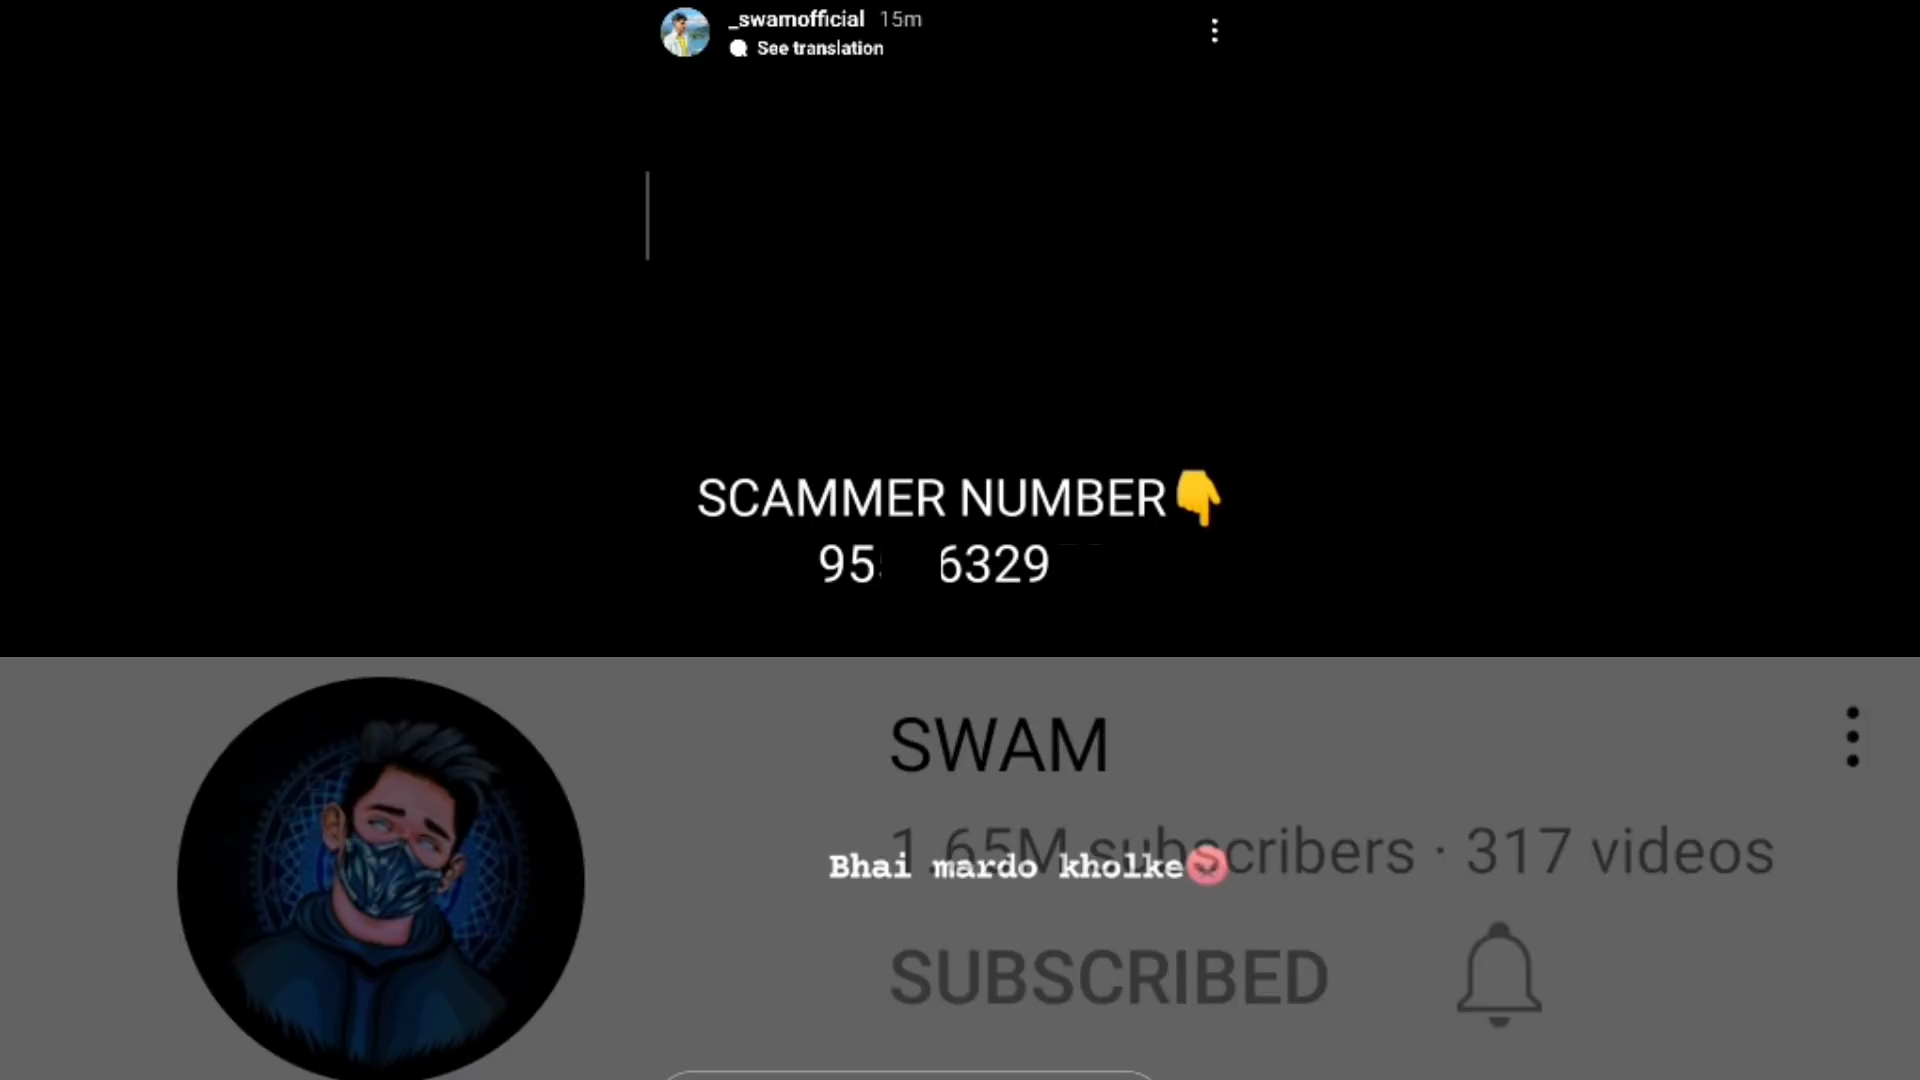 _swamofficial 15m
See translation
SCAMMER NUMBER👇
95 6329
SWAM
1.65M subscribers · 317 videos
Bhai mardo kholke
SUBSCRIBED